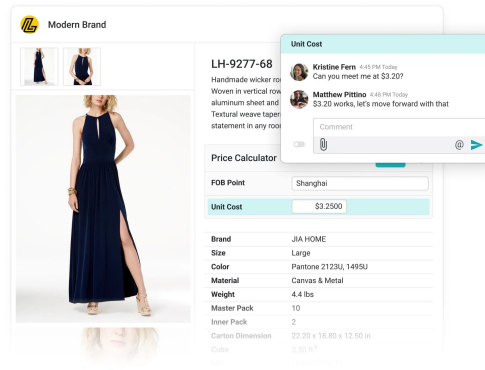 Modern Brand
Unit Cost
Kristine Fern 4:45 PM Today
Can you meet me at $3.20?
Matthew Pittino 4:48 PM Today
$3.20 works, let's move forward with that
Comment
@
LH-9277-68
Handmade wicker
Woven in vertical row
aluminum sheet and
Textural weave taper
statement in any roo
Price Calculator
FOB Point Shanghai
Unit Cost $3.2500
Brand JIA HOME
Size Large
Color Pantone 2123U, 1495U
Material Canvas & Metal
Weight 4.4 lbs
Master Pack 10
Inner Pack 2
Carton Dimension 22.20 x 18.80 x 12.50 in
Cube